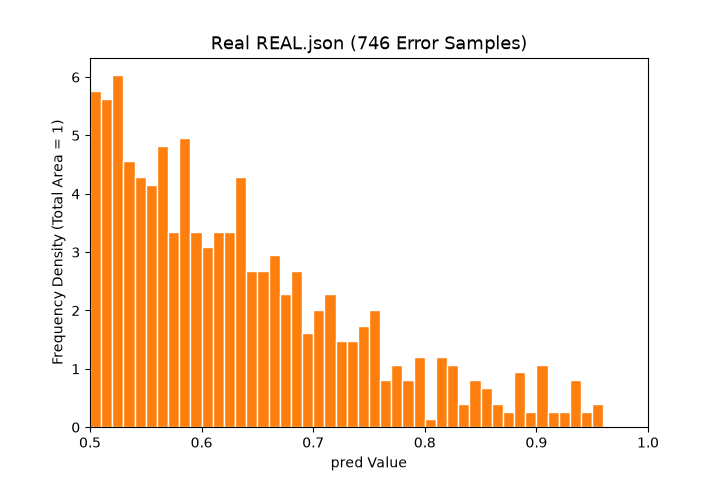 Real REAL.json (746 Error Samples)
Frequency Density (Total Area = 1)
6
5
4
3
2
1
0
0.5 0.6 0.7 0.8 0.9 1.0
pred Value